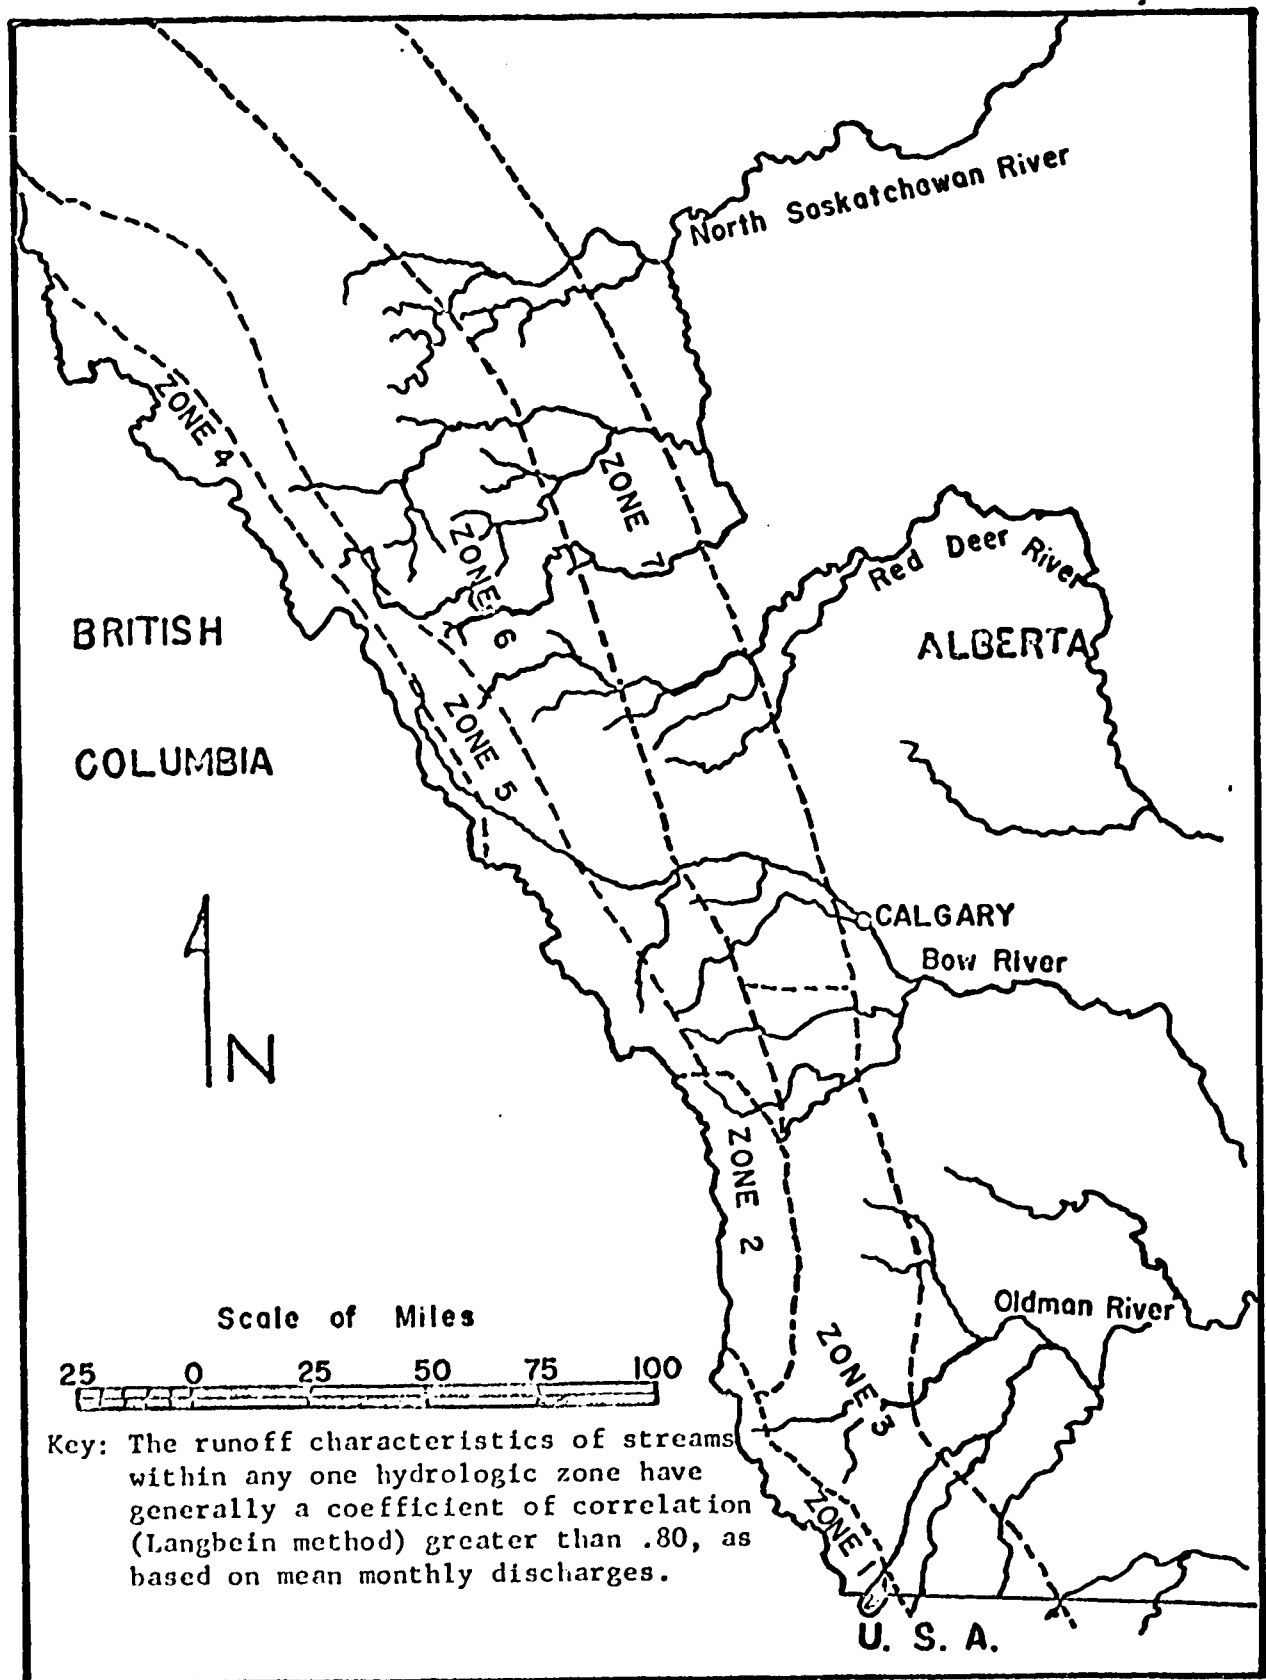 North Saskatchewan River
ZONE 4
ZONE 7
ZONE 6
Red Deer River
BRITISH
COLUMBIA
ALBERTA
ZONE 5
CALGARY
Bow River
N
ZONE 2
Oldman River
Scale of Miles
25 0 25 50 75 100
ZONE 3
Key: The runoff characteristics of streams
within any one hydrologic zone have
generally a coefficient of correlation
(Langbein method) greater than .80, as
based on mean monthly discharges.
ZONE 1
U. S. A.